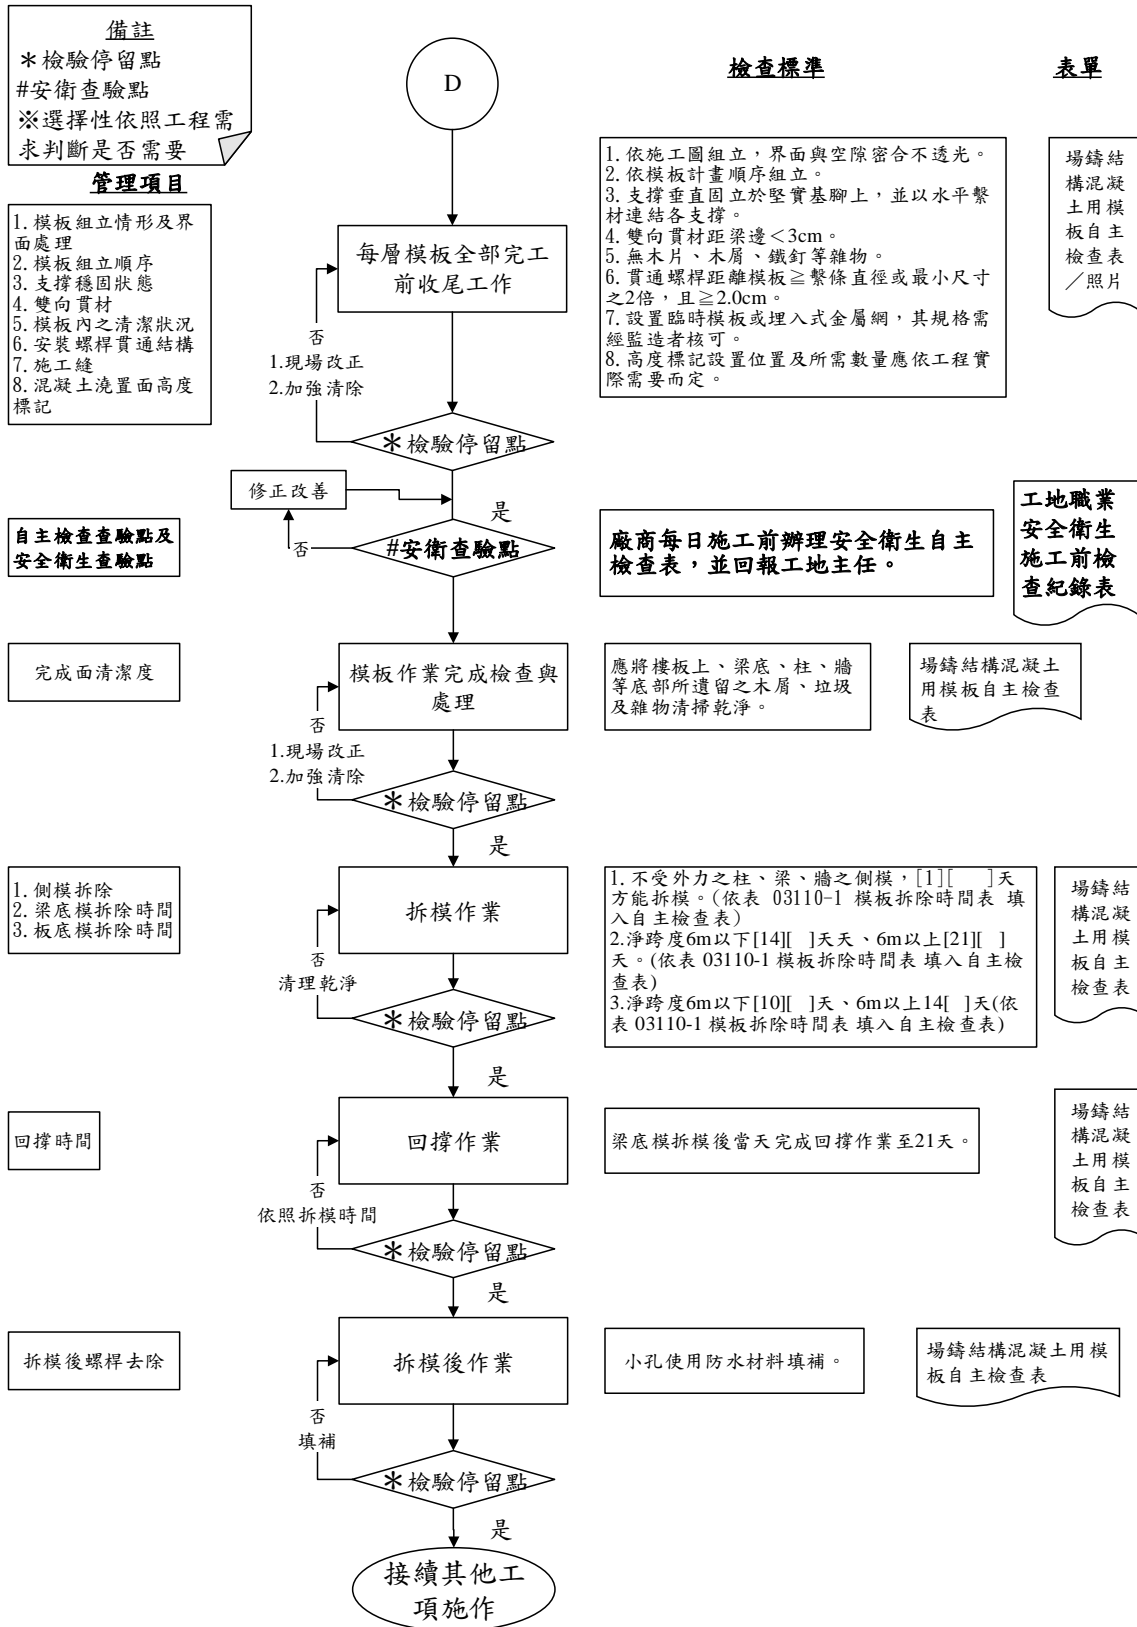 備註
＊檢驗停留點
#安衛查驗點
※選擇性依照工程需
求判斷是否需要
D
檢查標準
表單
管理項目
1.模板組立情形及界
面處理
2.模板組立順序
3.支撐穩固狀態
4.雙向貫材
5.模板內之清潔狀況
6.安裝螺桿貫通結構
7.施工縫
8.混凝土澆置面高度
標記
每層模板全部完工
前收尾工作
1.依施工圖組立，界面與空隙密合不透光。
2.依模板計畫順序組立。
3.支撐垂直固立於堅實基腳上，並以水平繫
材連結各支撐。
4.雙向貫材距梁邊＜3cm。
5.無木片、木屑、鐵釘等雜物。
6.貫通螺桿距離模板≧繫條直徑或最小尺寸
之2倍，且≧2.0cm。
7.設置臨時模板或埋入式金屬網，其規格需
經監造者核可。
8.高度標記設置位置及所需數量應依工程實
際需要而定。
場鑄結
構混凝
土用模
板自主
檢查表
／照片
否
1.現場改正
2.加強清除
＊檢驗停留點
是
修正改善
否
自主檢查查驗點及
安全衛生查驗點
#安衛查驗點
廠商每日施工前辦理安全衛生自主
檢查表，並回報工地主任。
工地職業
安全衛生
施工前檢
查紀錄表
完成面清潔度
模板作業完成檢查與
處理
應將樓板上、梁底、柱、牆
等底部所遺留之木屑、垃圾
及雜物清掃乾淨。
場鑄結構混凝土
用模板自主檢查
表
否
1.現場改正
2.加強清除
＊檢驗停留點
是
1.側模拆除
2.梁底模拆除時間
3.板底模拆除時間
拆模作業
1.不受外力之柱、梁、牆之側模，[1][　]天
方能拆模。(依表 03110-1 模板拆除時間表 填
入自主檢查表)
2.淨跨度6m以下[14][　]天天、6m以上[21][　]
天。(依表 03110-1 模板拆除時間表 填入自主檢
查表)
3.淨跨度6m以下[10][　]天、6m以上14[　]天(依
表 03110-1 模板拆除時間表 填入自主檢查表)
場鑄結
構混凝
土用模
板自主
檢查表
否
清理乾淨
＊檢驗停留點
是
回撐時間
回撐作業
梁底模拆模後當天完成回撐作業至21天。
場鑄結
構混凝
土用模
板自主
檢查表
否
依照拆模時間
＊檢驗停留點
是
拆模後螺桿去除
拆模後作業
小孔使用防水材料填補。
場鑄結構混凝土用模
板自主檢查表
否
填補
＊檢驗停留點
是
接續其他工
項施作